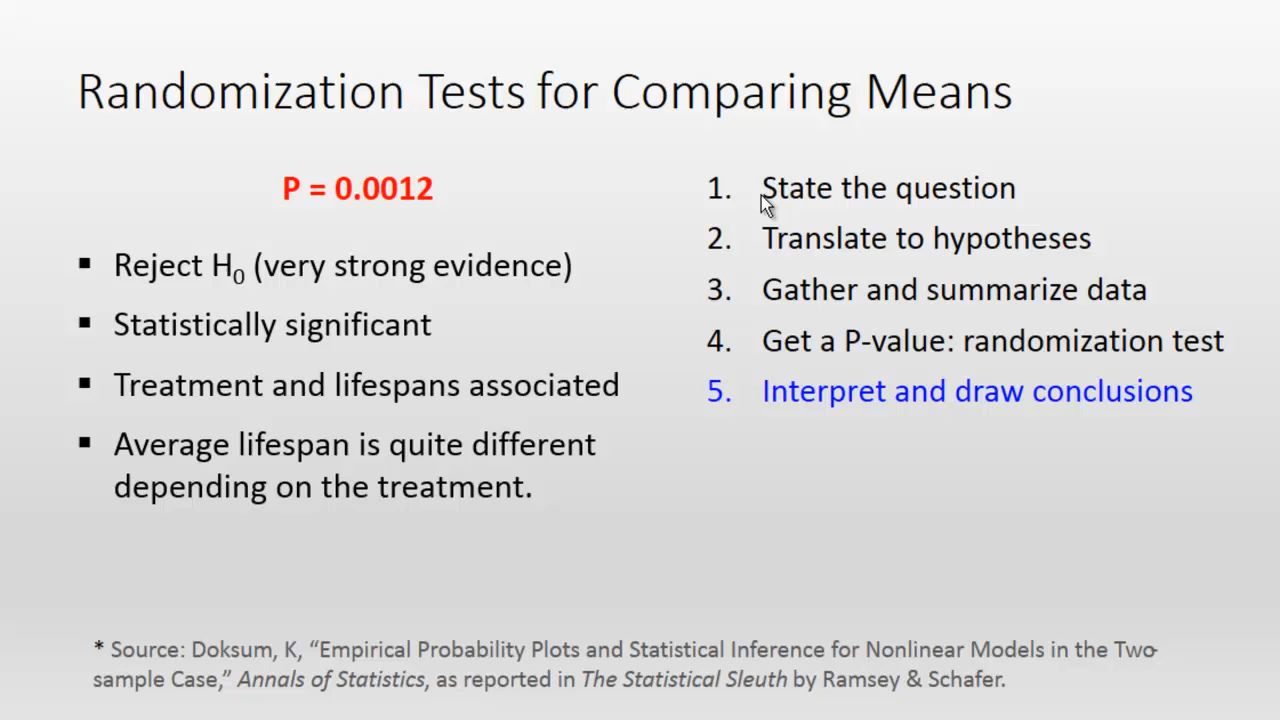 Randomization Tests for Comparing Means
P = 0.0012
▪ Reject H₀ (very strong evidence)
▪ Statistically significant
▪ Treatment and lifespans associated
▪ Average lifespan is quite different
depending on the treatment.
1. State the question
2. Translate to hypotheses
3. Gather and summarize data
4. Get a P-value: randomization test
5. Interpret and draw conclusions
* Source: Doksum, K, “Empirical Probability Plots and Statistical Inference for Nonlinear Models in the Two-
sample Case,” Annals of Statistics, as reported in The Statistical Sleuth by Ramsey & Schafer.